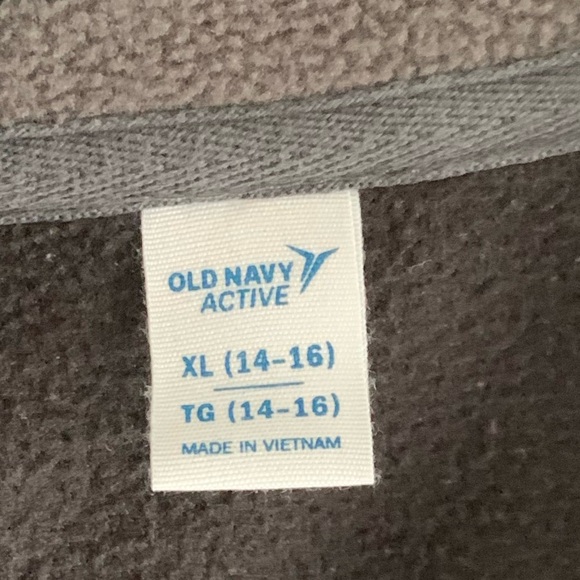 OLD NAVY
ACTIVE
XL (14-16)
TG (14-16)
MADE IN VIETNAM